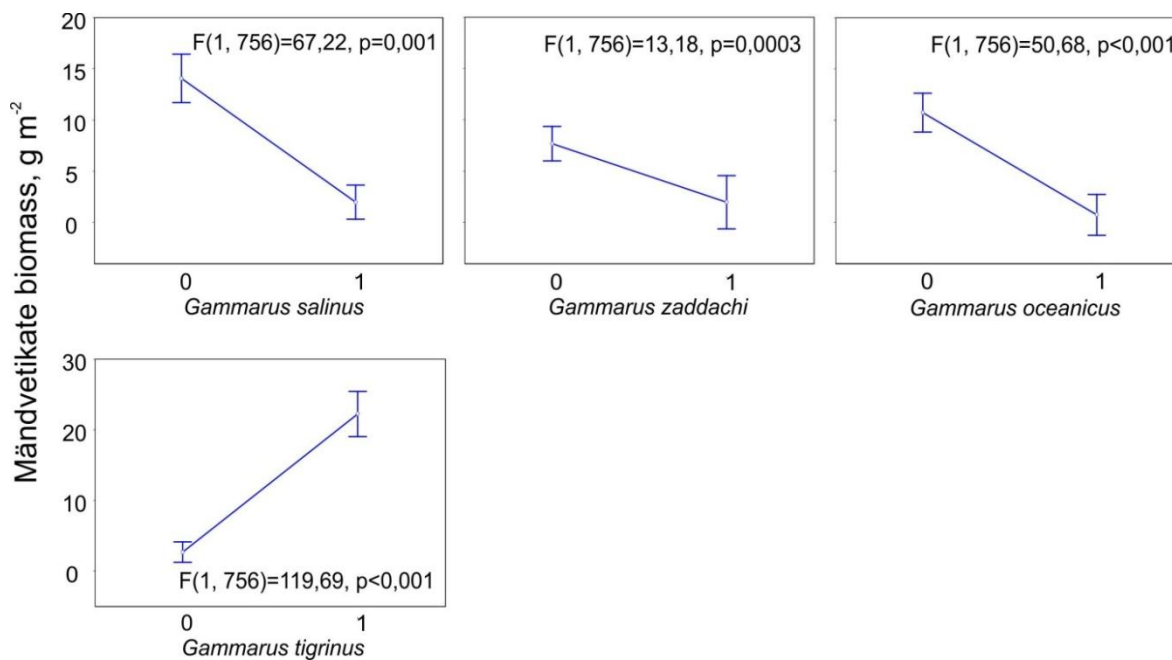 Mändvetikate biomass, g m⁻²
20
15
10
5
0
F(1, 756)=67,22, p=0,001
0 1
Gammarus salinus
F(1, 756)=13,18, p=0,0003
0 1
Gammarus zaddachi
F(1, 756)=50,68, p<0,001
0 1
Gammarus oceanicus
30
20
10
0
F(1, 756)=119,69, p<0,001
0 1
Gammarus tigrinus